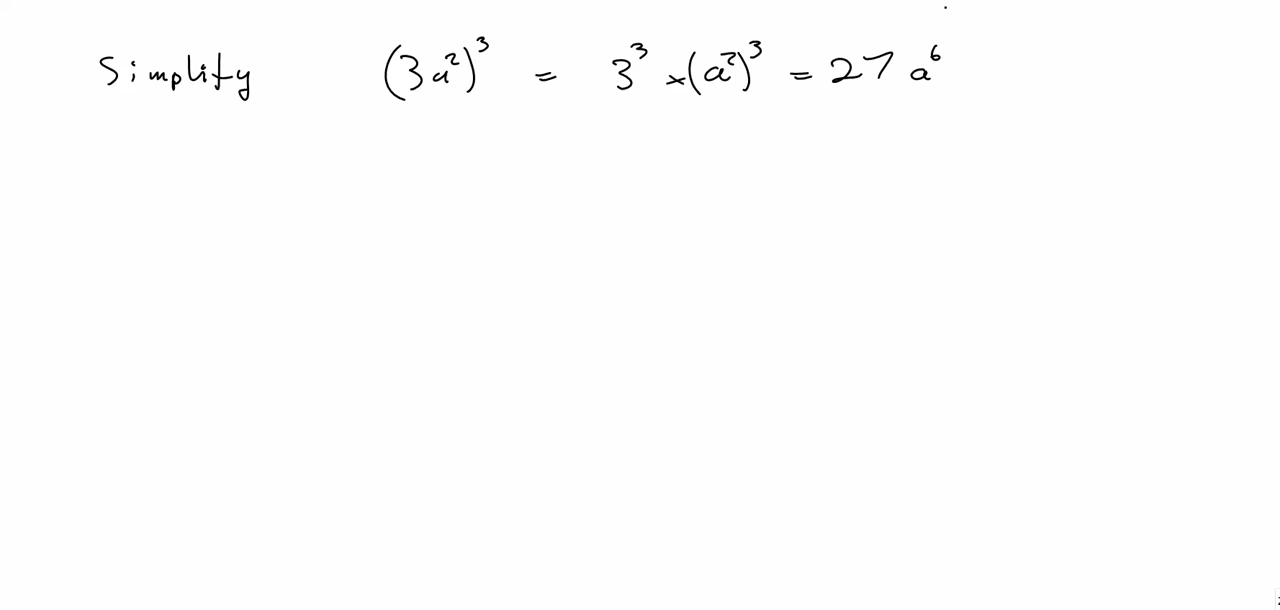 Simplify (3a²)³ = 3³ × (a²)³ = 27 a⁶